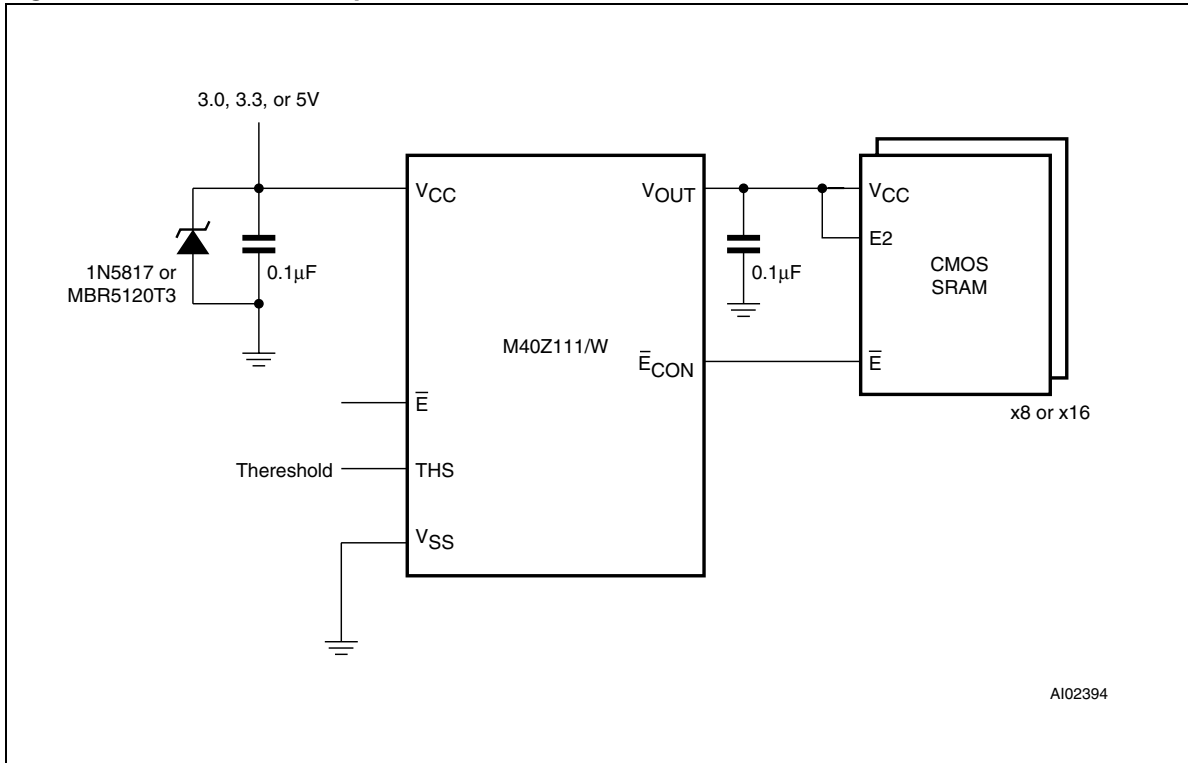 3.0, 3.3, or 5V
VCC
VOUT
VCC
E2
1N5817 or
MBR5120T3
0.1μF
0.1μF
CMOS
SRAM
M40Z111/W
E̅CON
E̅
E̅
x8 or x16
Thereshold
THS
VSS
AI02394